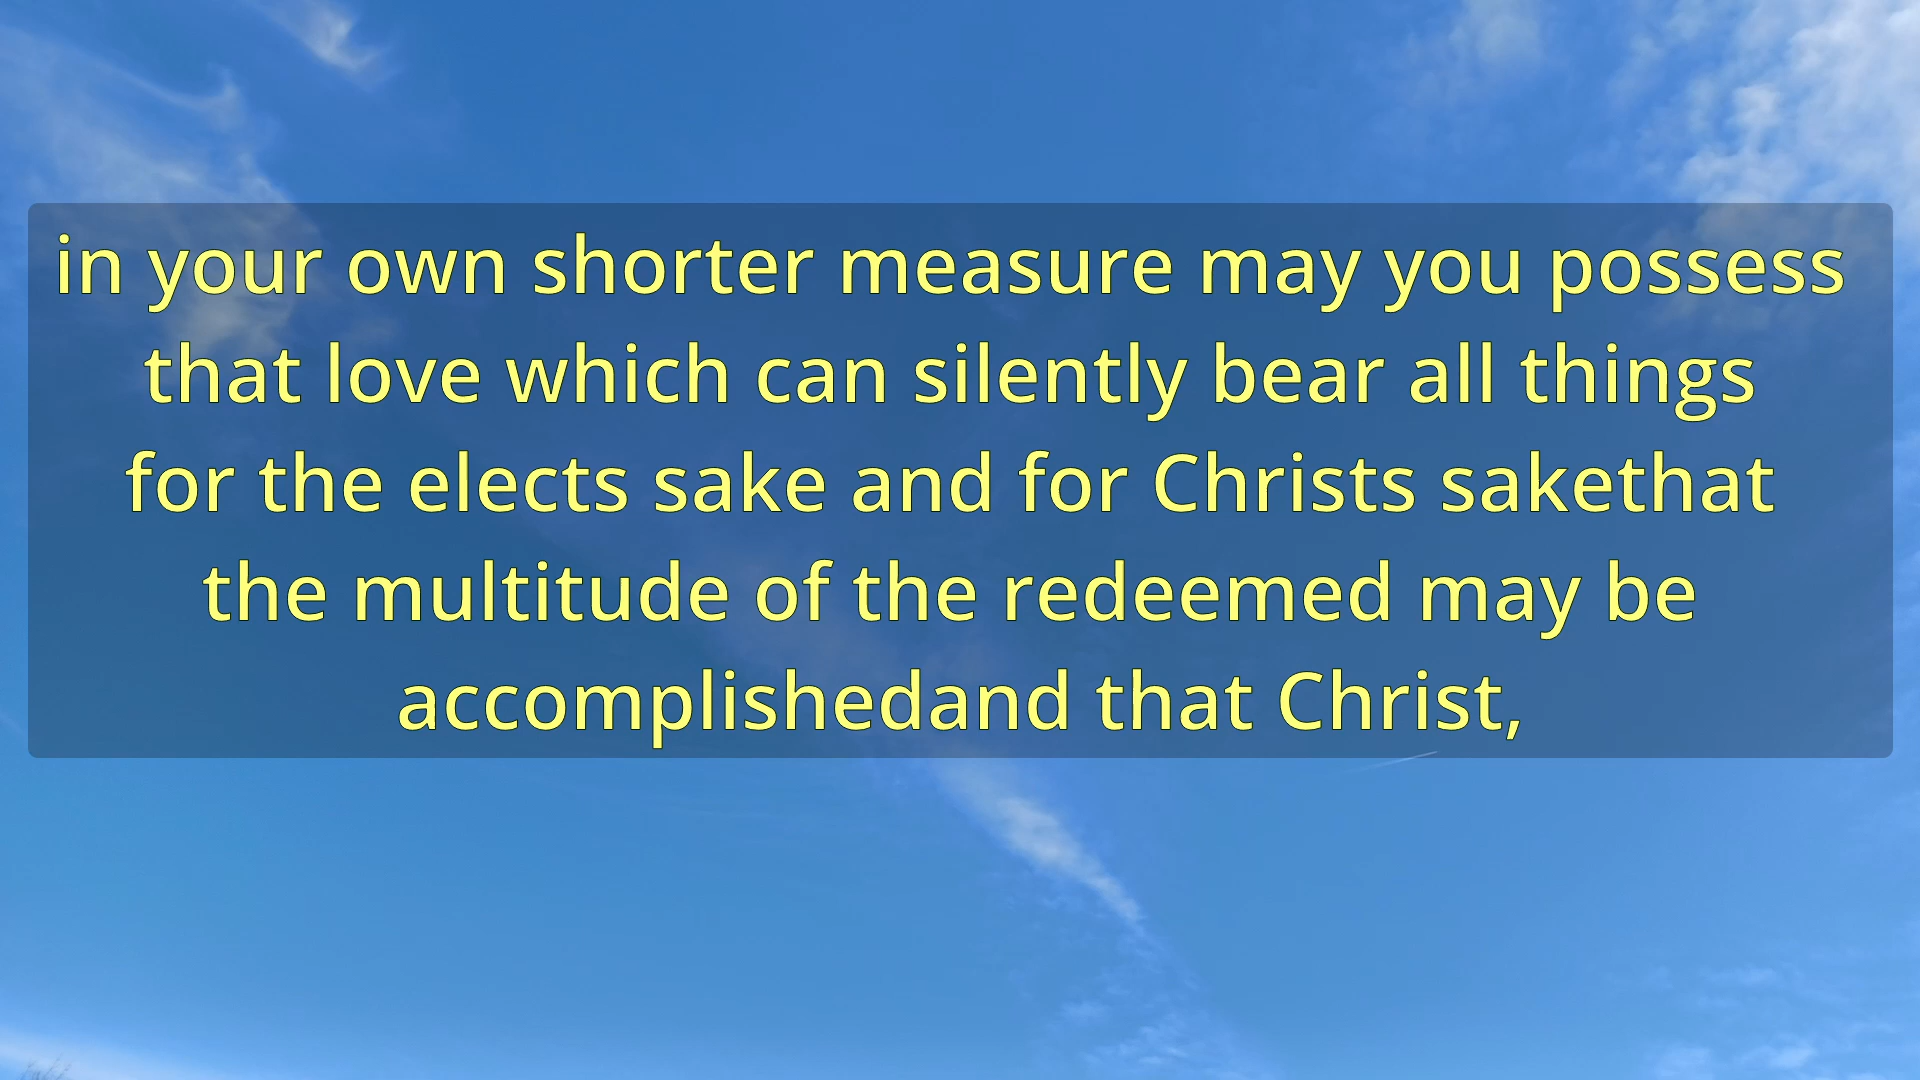 in your own shorter measure may you possess
that love which can silently bear all things
for the elects sake and for Christs sakethat
the multitude of the redeemed may be
accomplishedand that Christ,